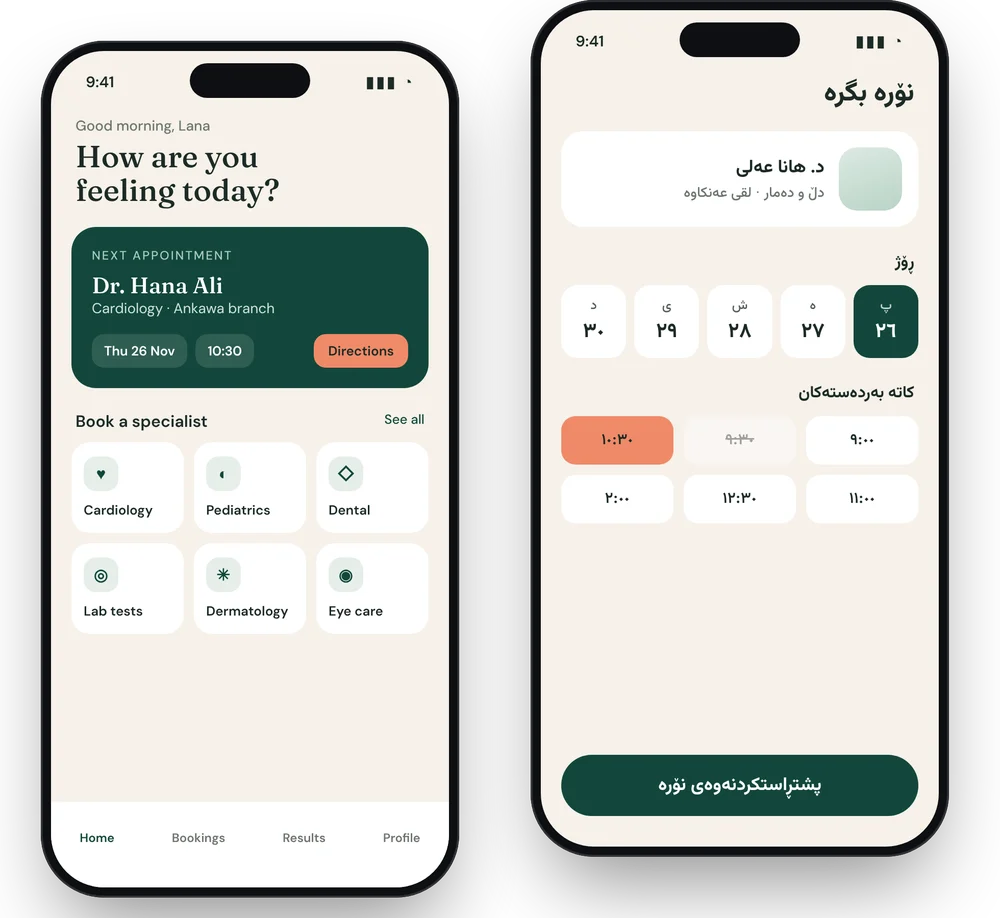 9:41
Good morning, Lana
How are you
feeling today?
NEXT APPOINTMENT
Dr. Hana Ali
Cardiology · Ankawa branch
Thu 26 Nov
10:30
Directions
Book a specialist
See all
Cardiology
Pediatrics
Dental
Lab tests
Dermatology
Eye care
Home
Bookings
Results
Profile
9:41
نۆرە بگرە
د. هانا عەلی
دڵ و دەمار · لقی عەنکاوە
ڕۆژ
پ
٢٦
ه
٢٧
ش
٢٨
ی
٢٩
د
٣٠
کاتە بەردەستەکان
٩:٠٠
٩:٣٠
١٠:٣٠
١١:٠٠
١٢:٣٠
٢:٠٠
پشتڕاستکردنەوەی نۆرە